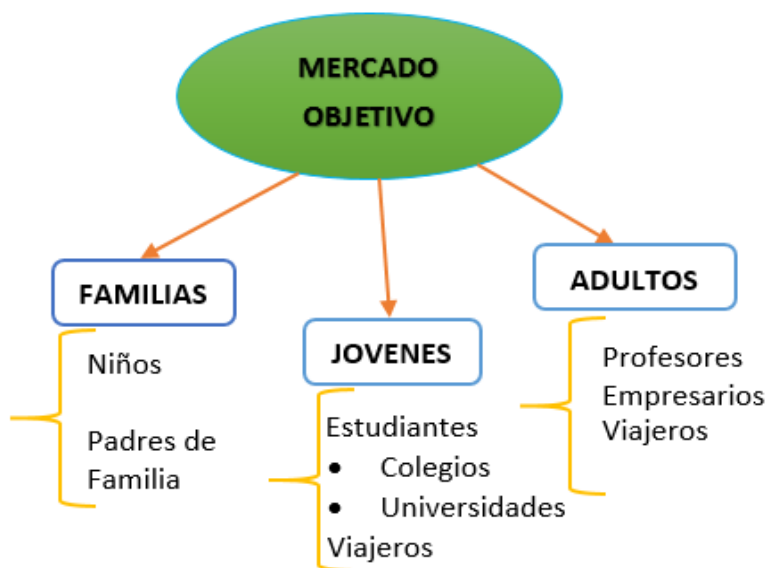 MERCADO
OBJETIVO
FAMILIAS
Niños
Padres de
Familia
JOVENES
Estudiantes
• Colegios
• Universidades
Viajeros
ADULTOS
Profesores
Empresarios
Viajeros